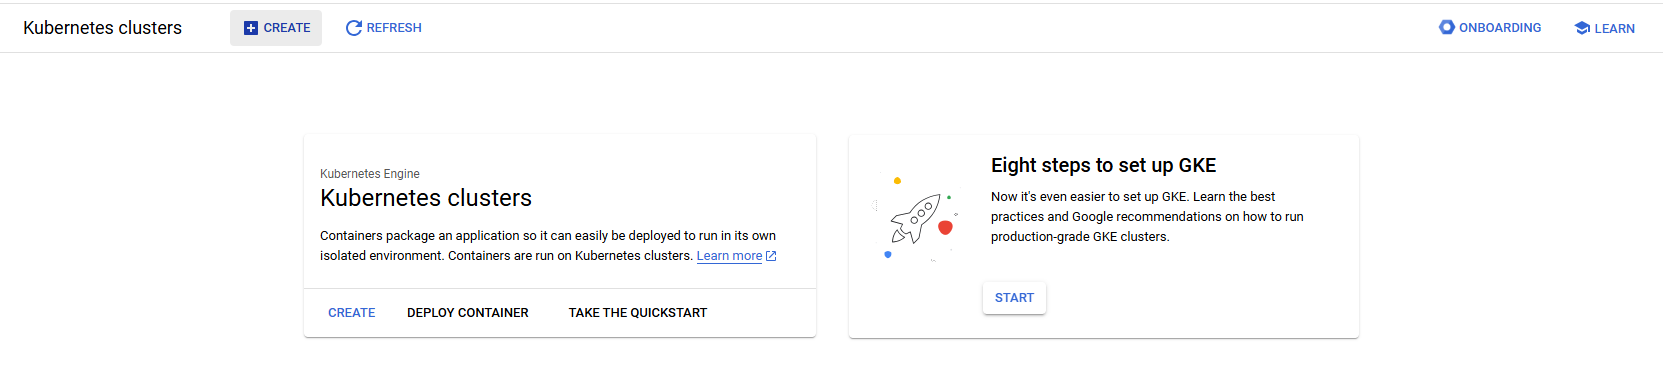 Kubernetes clusters CREATE REFRESH ONBOARDING LEARN
Kubernetes Engine
Kubernetes clusters
Containers package an application so it can easily be deployed to run in its own
isolated environment. Containers are run on Kubernetes clusters. Learn more
CREATE DEPLOY CONTAINER TAKE THE QUICKSTART
Eight steps to set up GKE
Now it's even easier to set up GKE. Learn the best
practices and Google recommendations on how to run
production-grade GKE clusters.
START